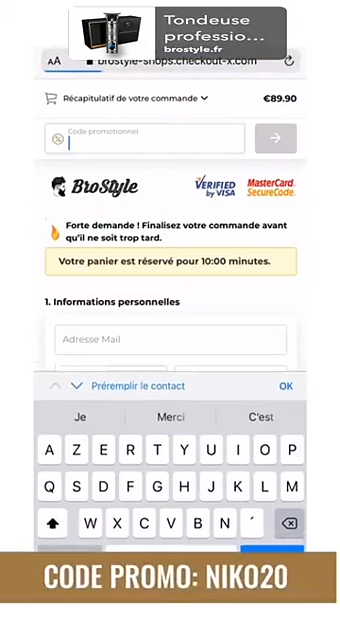 Tondeuse
professio...
brostyle.fr
AA
brostyle-shops.checkout-x.com
Récapitulatif de votre commande
€89.90
Code promotionnel
BroStyle
VERIFIED
by VISA
MasterCard.
SecureCode.
Forte demande ! Finalisez votre commande avant
qu'il ne soit trop tard.
Votre panier est réservé pour 10:00 minutes.
1. Informations personnelles
Adresse Mail
Préremplir le contact
OK
Je
Merci
C'est
A Z E R T Y U I O P
Q S D F G H J K L M
W X C V B N ´
CODE PROMO: NIKO20